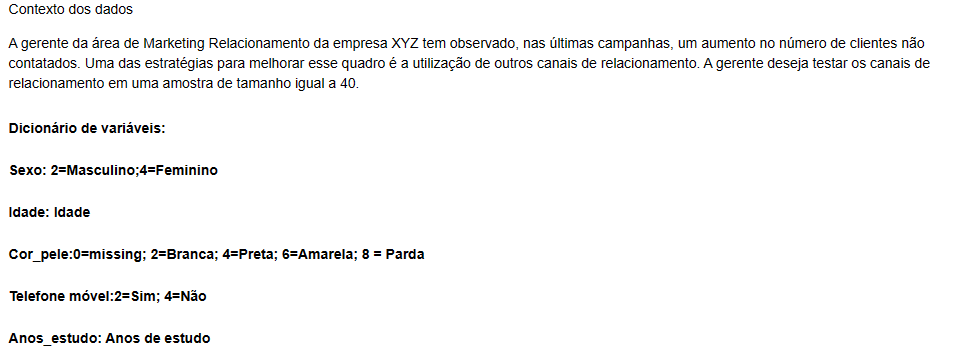 Contexto dos dados
A gerente da área de Marketing Relacionamento da empresa XYZ tem observado, nas últimas campanhas, um aumento no número de clientes não
contatados. Uma das estratégias para melhorar esse quadro é a utilização de outros canais de relacionamento. A gerente deseja testar os canais de
relacionamento em uma amostra de tamanho igual a 40.
Dicionário de variáveis:
Sexo: 2=Masculino;4=Feminino
Idade: Idade
Cor_pele:0=missing; 2=Branca; 4=Preta; 6=Amarela; 8 = Parda
Telefone móvel:2=Sim; 4=Não
Anos_estudo: Anos de estudo